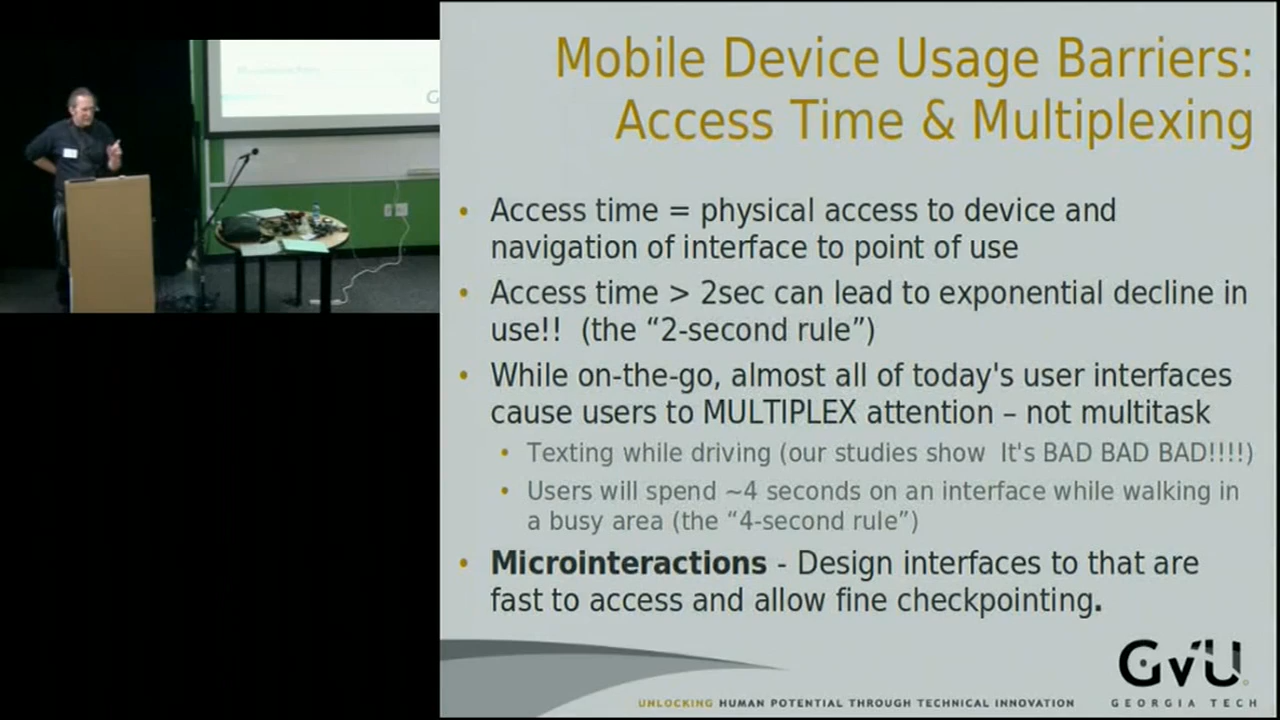 Mobile Device Usage Barriers:
Access Time & Multiplexing
• Access time = physical access to device and
navigation of interface to point of use
• Access time > 2sec can lead to exponential decline in
use!! (the “2-second rule”)
• While on-the-go, almost all of today's user interfaces
cause users to MULTIPLEX attention – not multitask
• Texting while driving (our studies show It's BAD BAD BAD!!!!)
• Users will spend ~4 seconds on an interface while walking in
a busy area (the “4-second rule”)
• Microinteractions - Design interfaces to that are
fast to access and allow fine checkpointing.
GVU
GEORGIA TECH
UNLOCKING HUMAN POTENTIAL THROUGH TECHNICAL INNOVATION